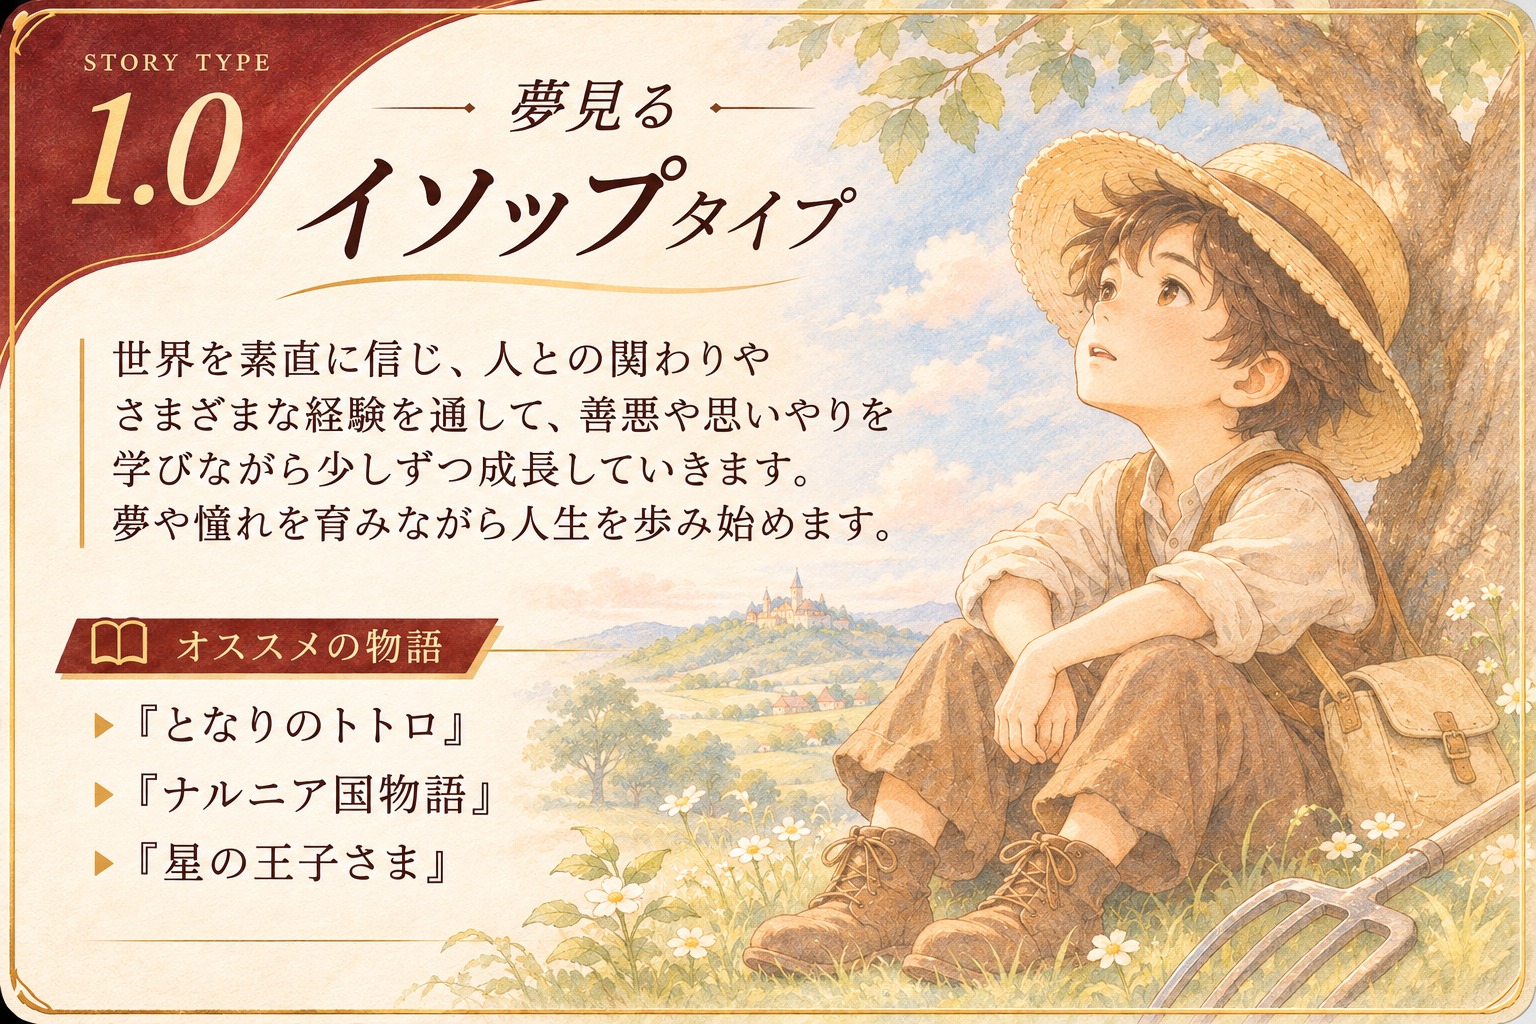 STORY TYPE
1.0
夢見る
イソップタイプ
世界を素直に信じ、人との関わりや
さまざまな経験を通して、善悪や思いやりを
学びながら少しずつ成長していきます。
夢や憧れを育みながら人生を歩み始めます。
オススメの物語
『となりのトトロ』
『ナルニア国物語』
『星の王子さま』